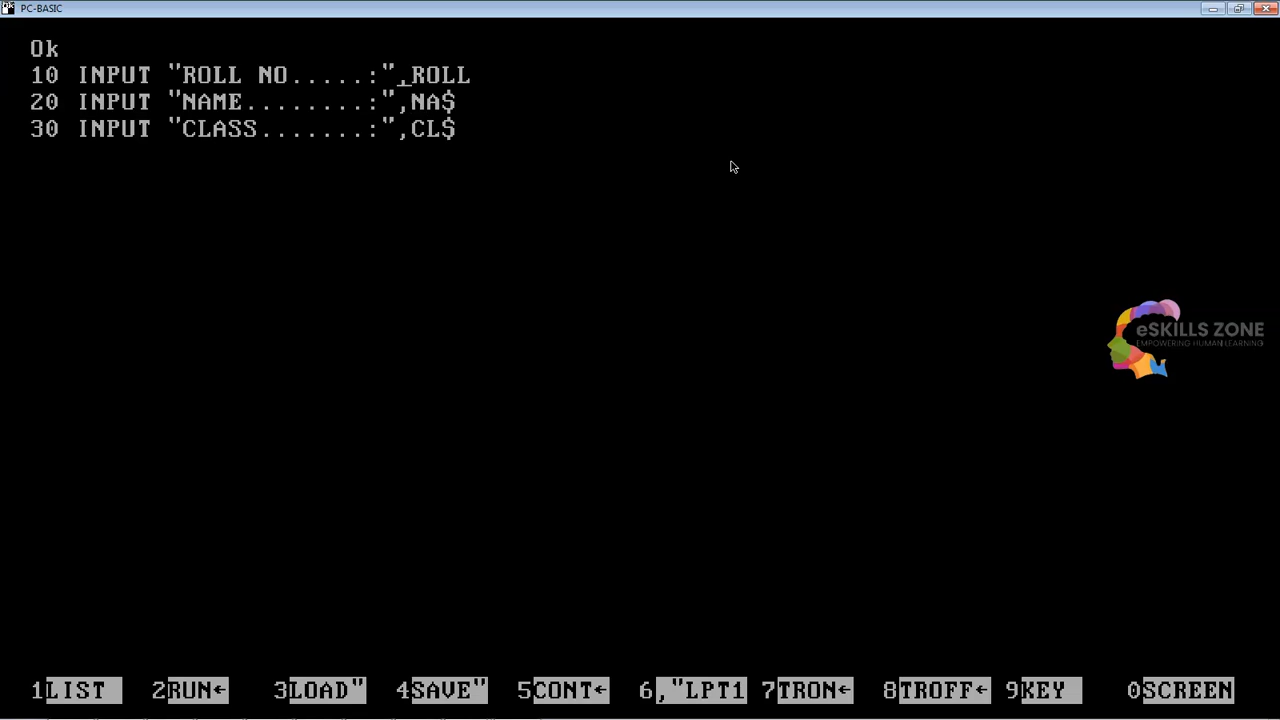 PC-BASIC
Ok
10 INPUT "ROLL NO.....:",ROLL
20 INPUT "NAME........:",NA$
30 INPUT "CLASS.......:",CL$
eSKILLS ZONE
EMPOWERING HUMAN LEARNING
1LIST 2RUN← 3LOAD" 4SAVE" 5CONT← 6,"LPT1 7TRON← 8TROFF← 9KEY 0SCREEN